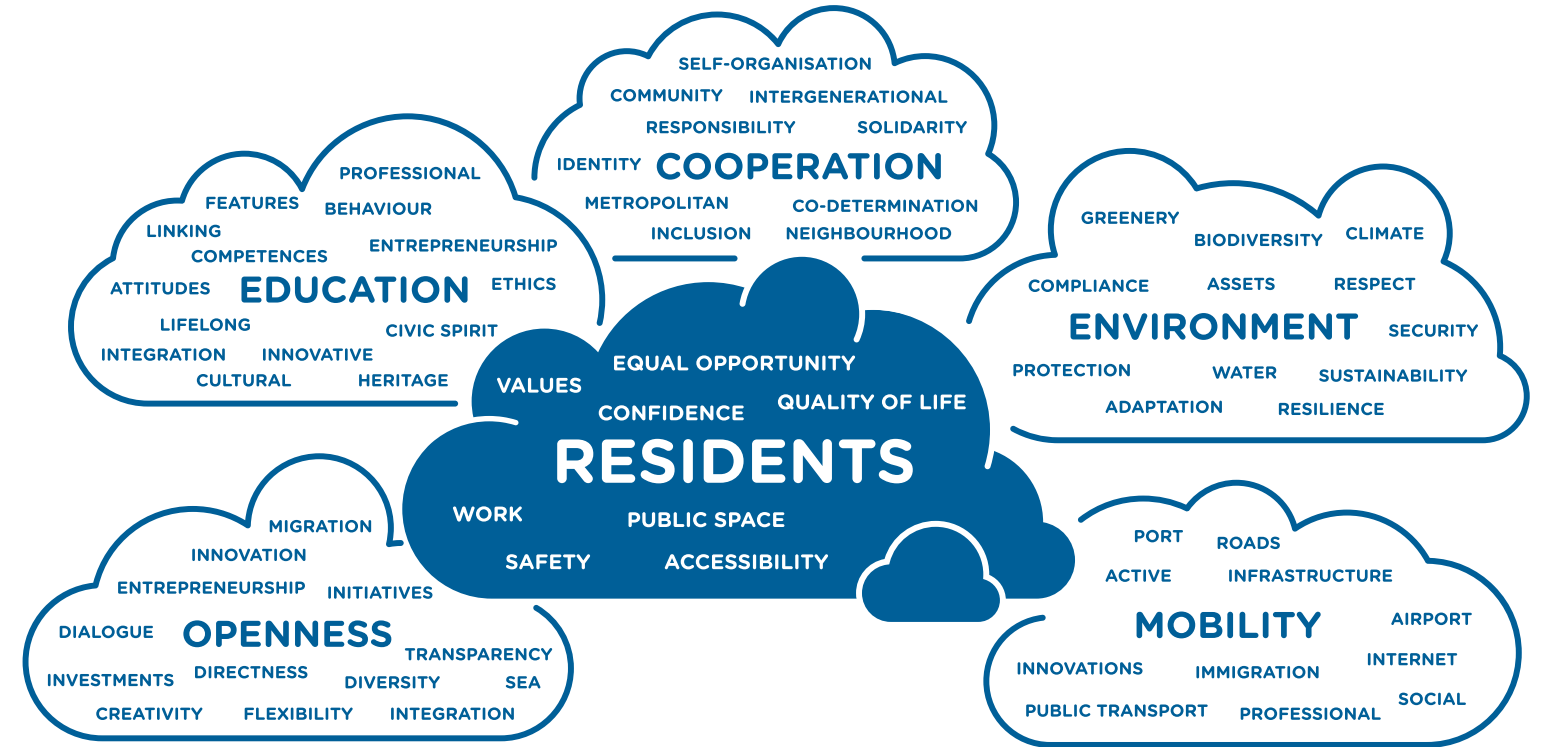 SELF-ORGANISATION
COMMUNITY INTERGENERATIONAL
RESPONSIBILITY SOLIDARITY
IDENTITY COOPERATION
METROPOLITAN CO-DETERMINATION
INCLUSION NEIGHBOURHOOD
PROFESSIONAL
FEATURES BEHAVIOUR
LINKING
COMPETENCES ENTREPRENEURSHIP
ATTITUDES EDUCATION ETHICS
LIFELONG CIVIC SPIRIT
INTEGRATION INNOVATIVE
CULTURAL HERITAGE
GREENERY BIODIVERSITY CLIMATE
COMPLIANCE ASSETS RESPECT
ENVIRONMENT SECURITY
PROTECTION WATER SUSTAINABILITY
ADAPTATION RESILIENCE
EQUAL OPPORTUNITY
VALUES
CONFIDENCE QUALITY OF LIFE
RESIDENTS
WORK PUBLIC SPACE
SAFETY ACCESSIBILITY
MIGRATION
INNOVATION
ENTREPRENEURSHIP INITIATIVES
DIALOGUE OPENNESS
TRANSPARENCY
INVESTMENTS DIRECTNESS DIVERSITY SEA
CREATIVITY FLEXIBILITY INTEGRATION
PORT ROADS
ACTIVE INFRASTRUCTURE
MOBILITY AIRPORT
INNOVATIONS IMMIGRATION INTERNET
SOCIAL
PUBLIC TRANSPORT PROFESSIONAL